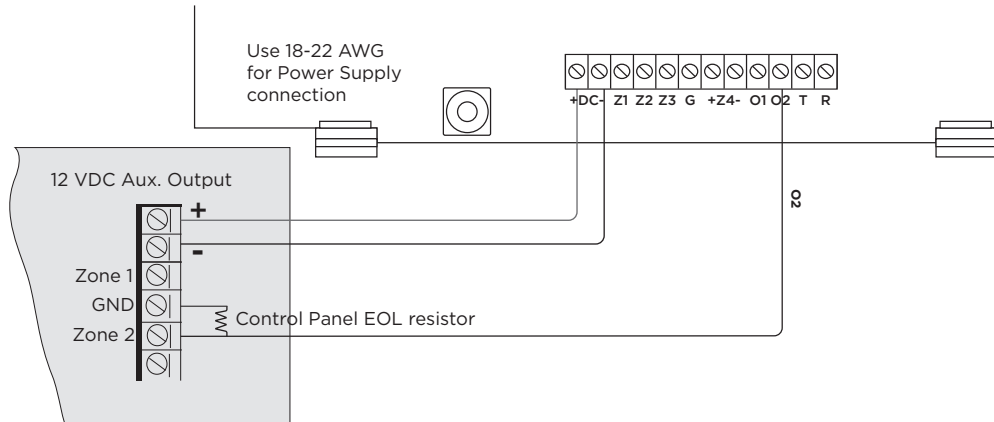 Use 18-22 AWG
for Power Supply
connection
+DC- Z1 Z2 Z3 G +Z4- O1 O2 T R
12 VDC Aux. Output
+
-
O2
Zone 1
GND
Control Panel EOL resistor
Zone 2